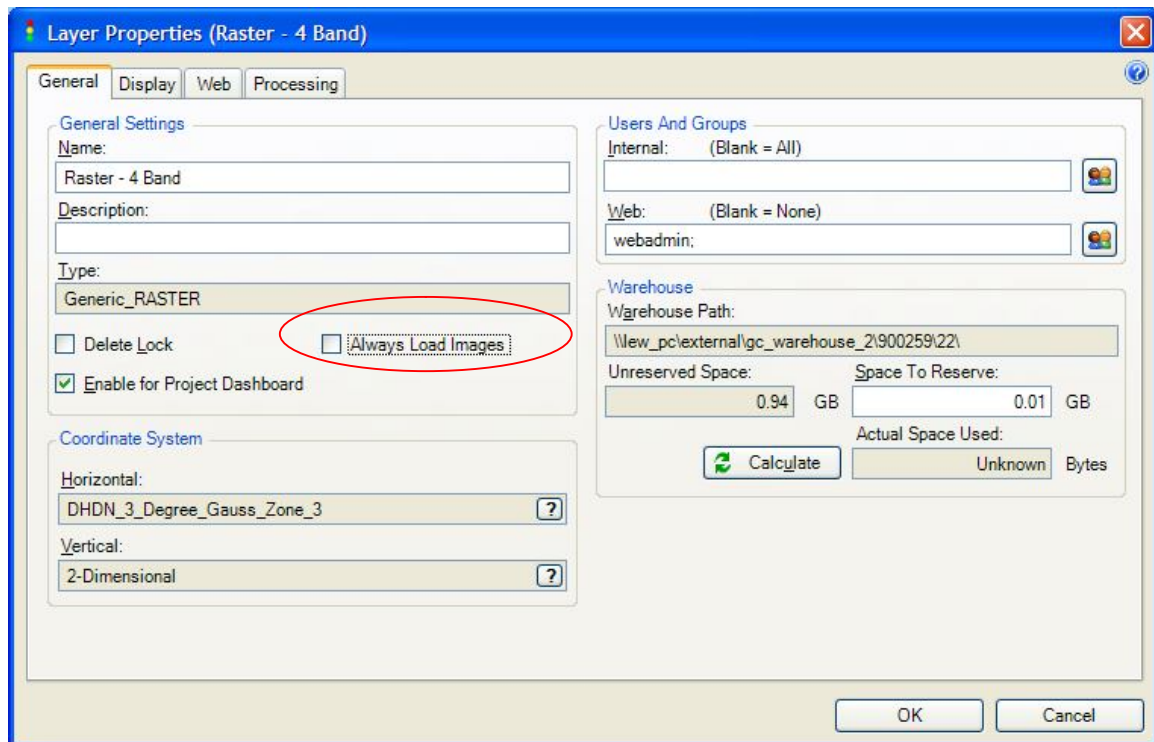 Layer Properties (Raster - 4 Band)
General Display Web Processing
General Settings
Name:
Raster - 4 Band
Description:
Type:
Generic_RASTER
Delete Lock Always Load Images
Enable for Project Dashboard
Coordinate System
Horizontal:
DHDN_3_Degree_Gauss_Zone_3 ?
Vertical:
2-Dimensional ?
Users And Groups
Internal: (Blank = All)
Web: (Blank = None)
webadmin;
Warehouse
Warehouse Path:
\\lew_pc\external\gc_warehouse_2\900259\22\
Unreserved Space: Space To Reserve:
0.94 GB 0.01 GB
Actual Space Used:
Calculate Unknown Bytes
OK Cancel